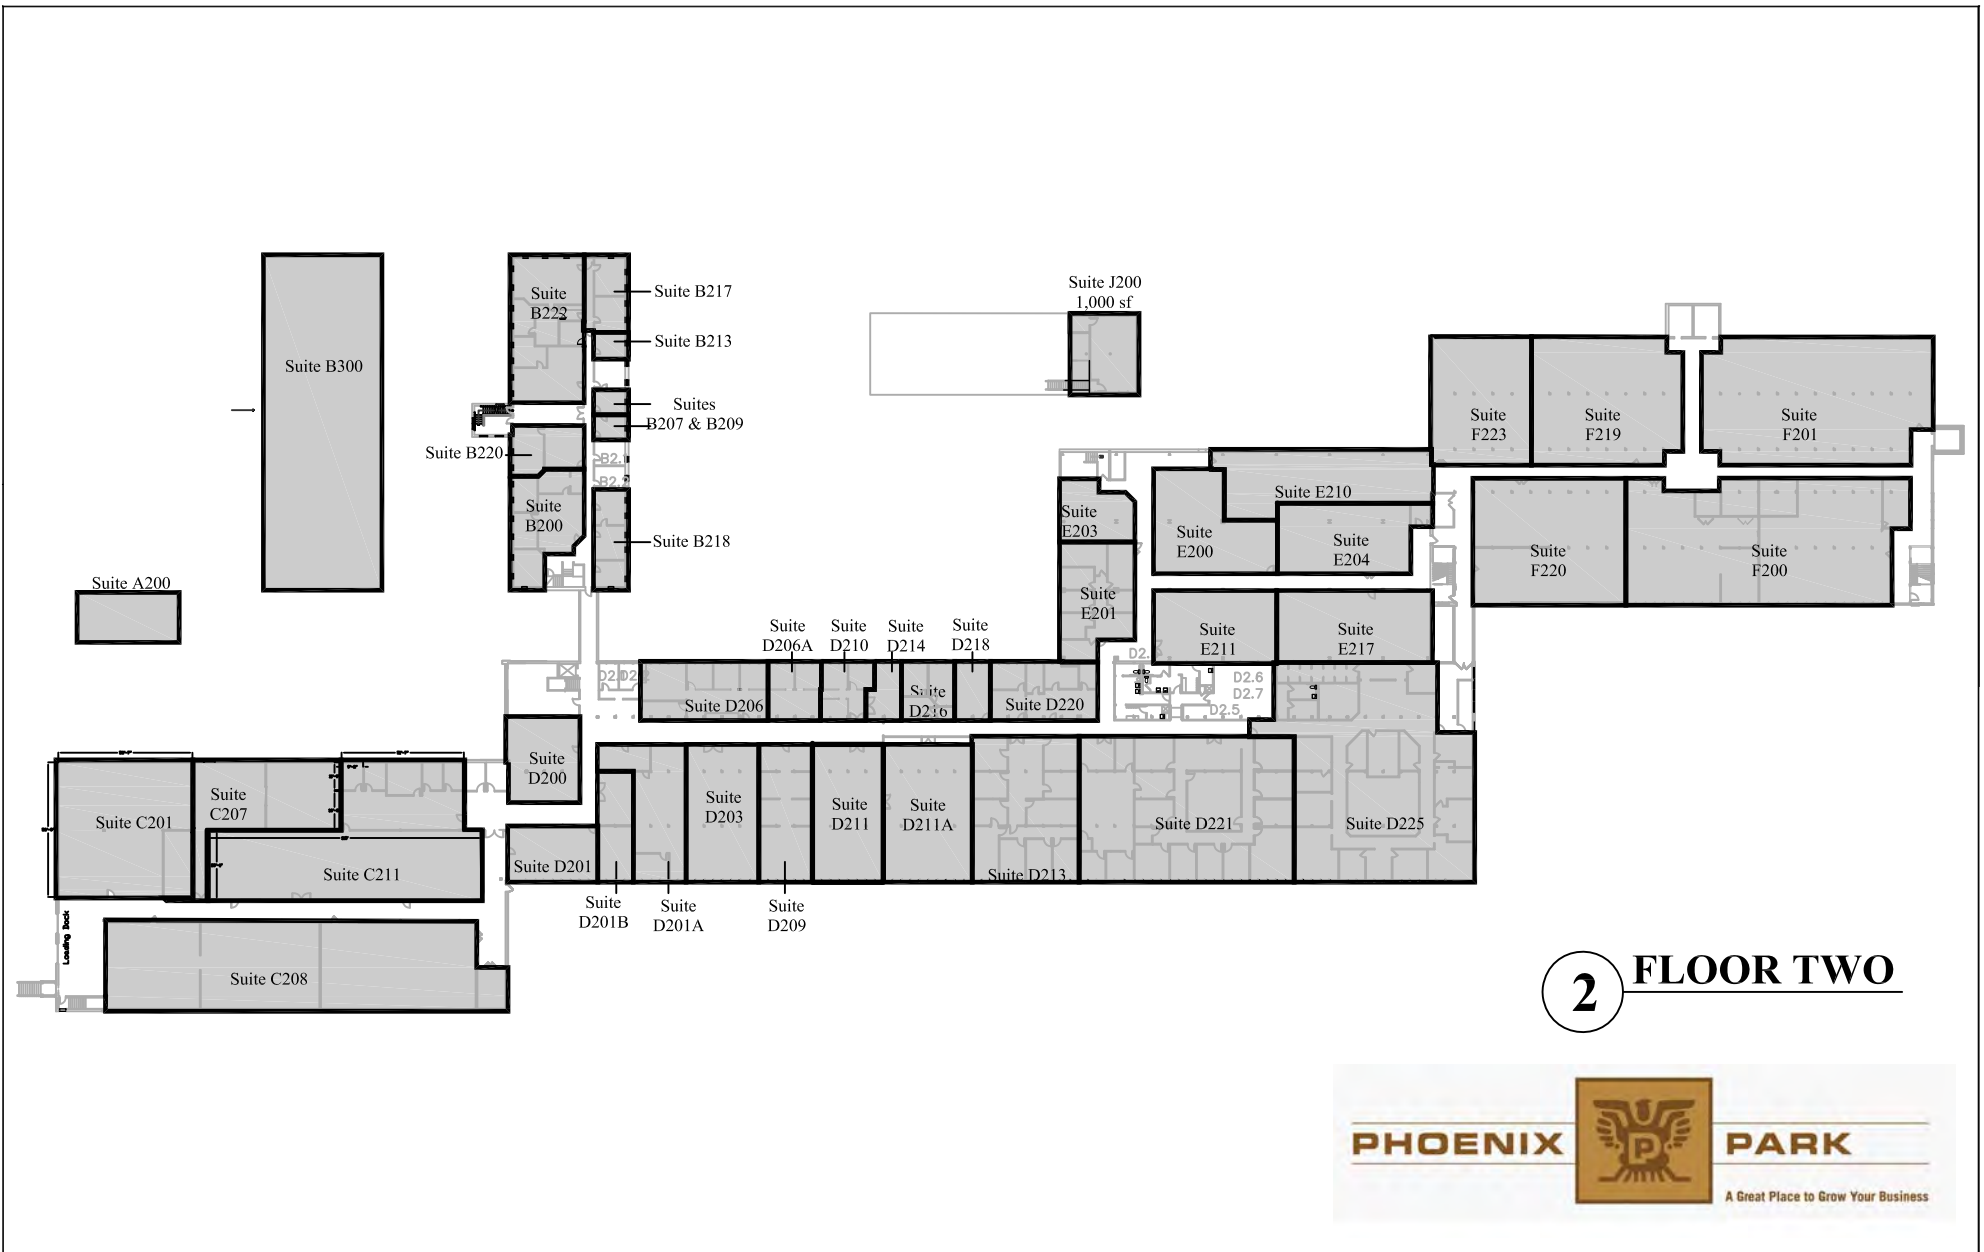 Suite J200
1,000 sf
Suite
B222
Suite B217
Suite B213
Suite B300
Suites
B207 & B209
Suite B220
B2.
B2.2
Suite
B200
Suite B218
Suite A200
Suite
F223
Suite
F219
Suite
F201
Suite E210
Suite
E203
Suite
E200
Suite
E204
Suite
F220
Suite
F200
Suite
E201
Suite
E211
Suite
E217
Suite
D206A
Suite
D210
Suite
D214
Suite
D218
D2.
D2.6
D2.7
D2.5
Suite D206
Suite
D216
Suite D220
Suite
D200
Suite
C207
Suite C201
Suite C211
Suite
D203
Suite
D211
Suite
D211A
Suite D221
Suite D225
Suite D201
Suite D213
Suite
D201B
Suite
D201A
Suite
D209
Loading Dock
Suite C208
2 FLOOR TWO
PHOENIX P PARK
A Great Place to Grow Your Business